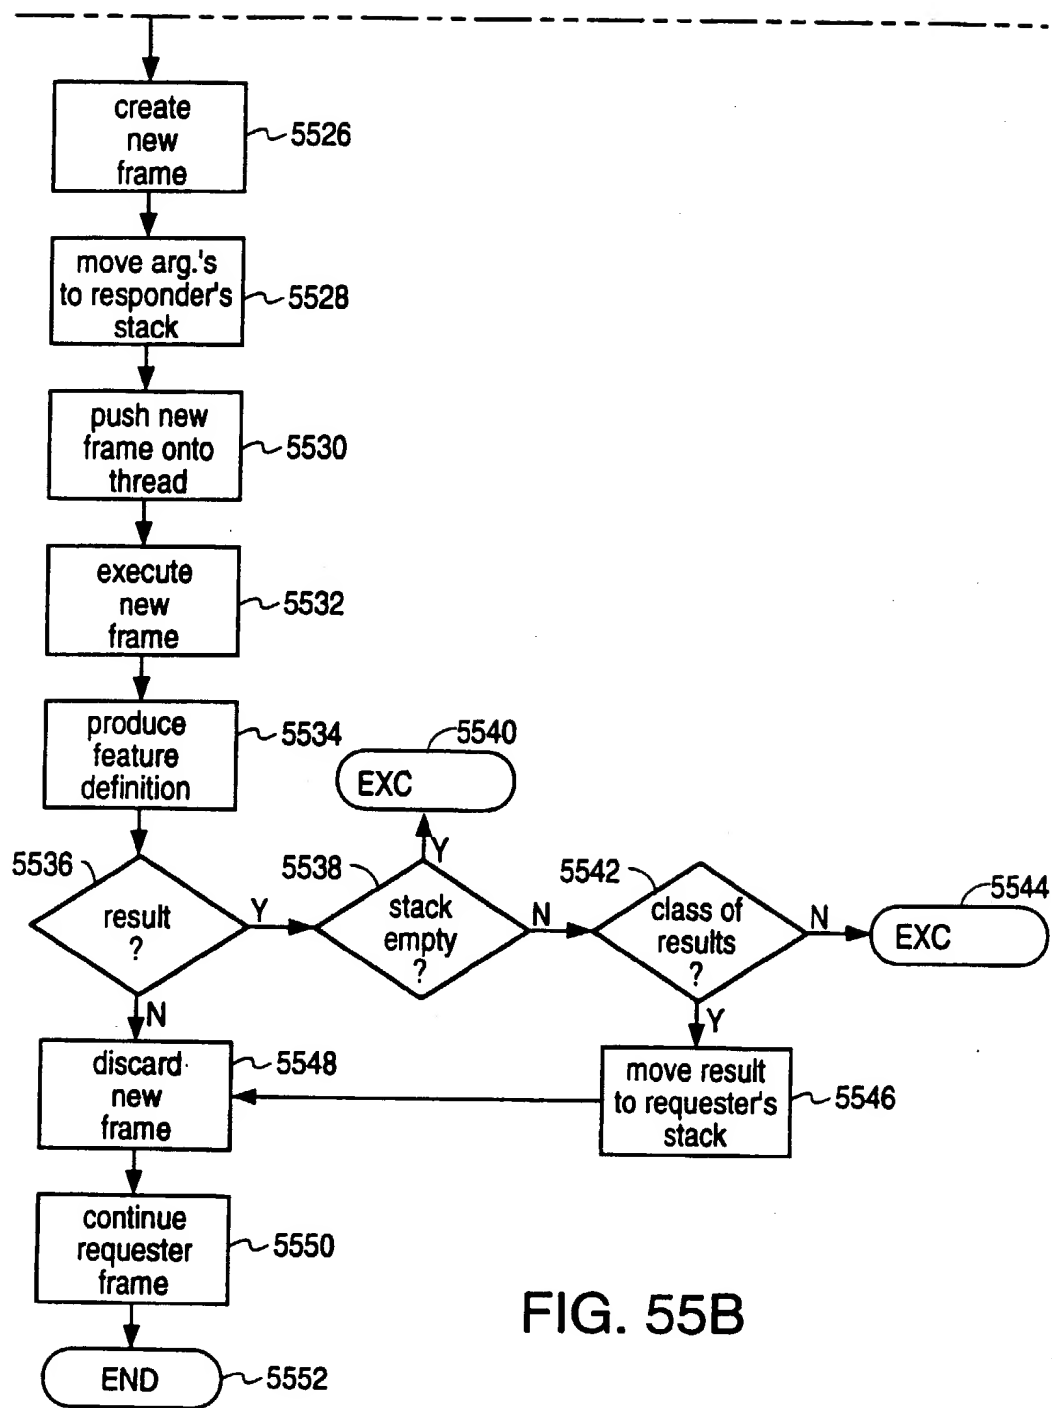 create
new
frame
5526
move arg.'s
to responder's
stack
5528
push new
frame onto
thread
5530
execute
new
frame
5532
produce
feature
definition
5534
EXC
5540
5536
result
?
Y
N
5538
stack
empty
?
Y
N
5542
class of
results
?
N
Y
EXC
5544
move result
to requester's
stack
5546
discard
new
frame
5548
continue
requester
frame
5550
END
5552
FIG. 55B